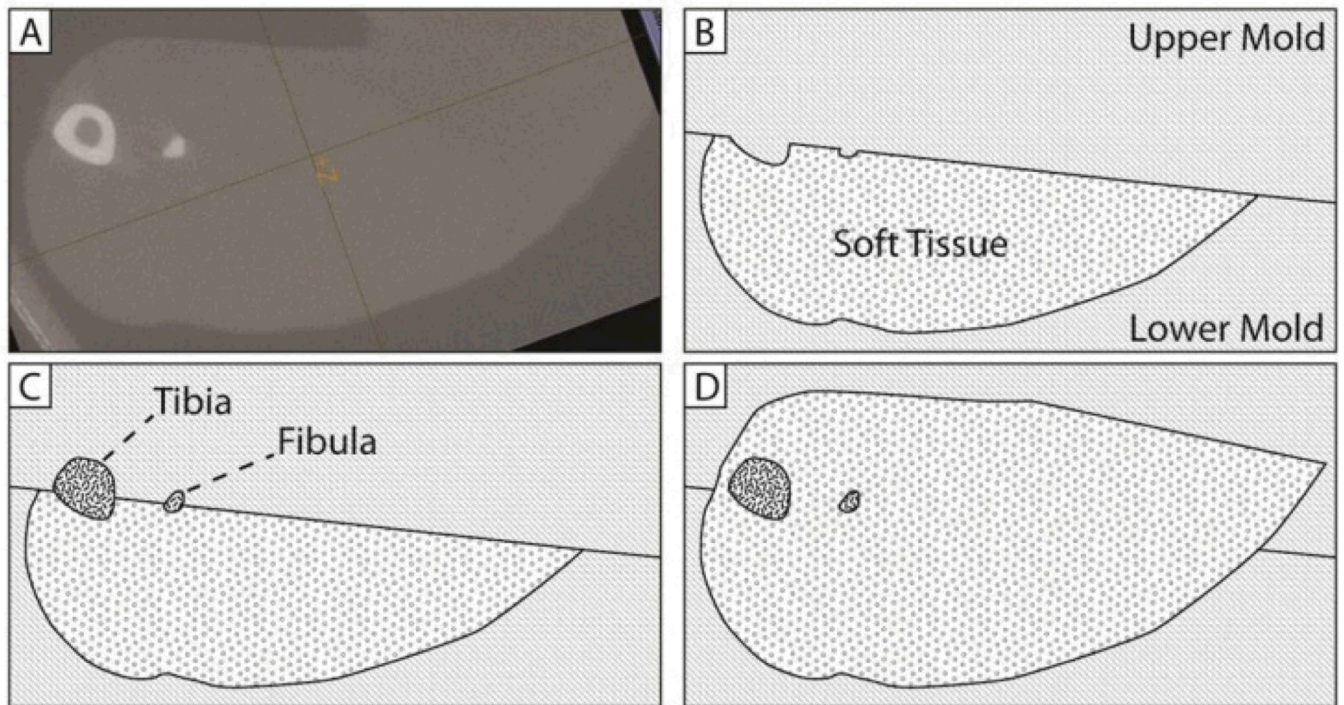 A
B
Upper Mold
Soft Tissue
Lower Mold
C
Tibia
Fibula
D